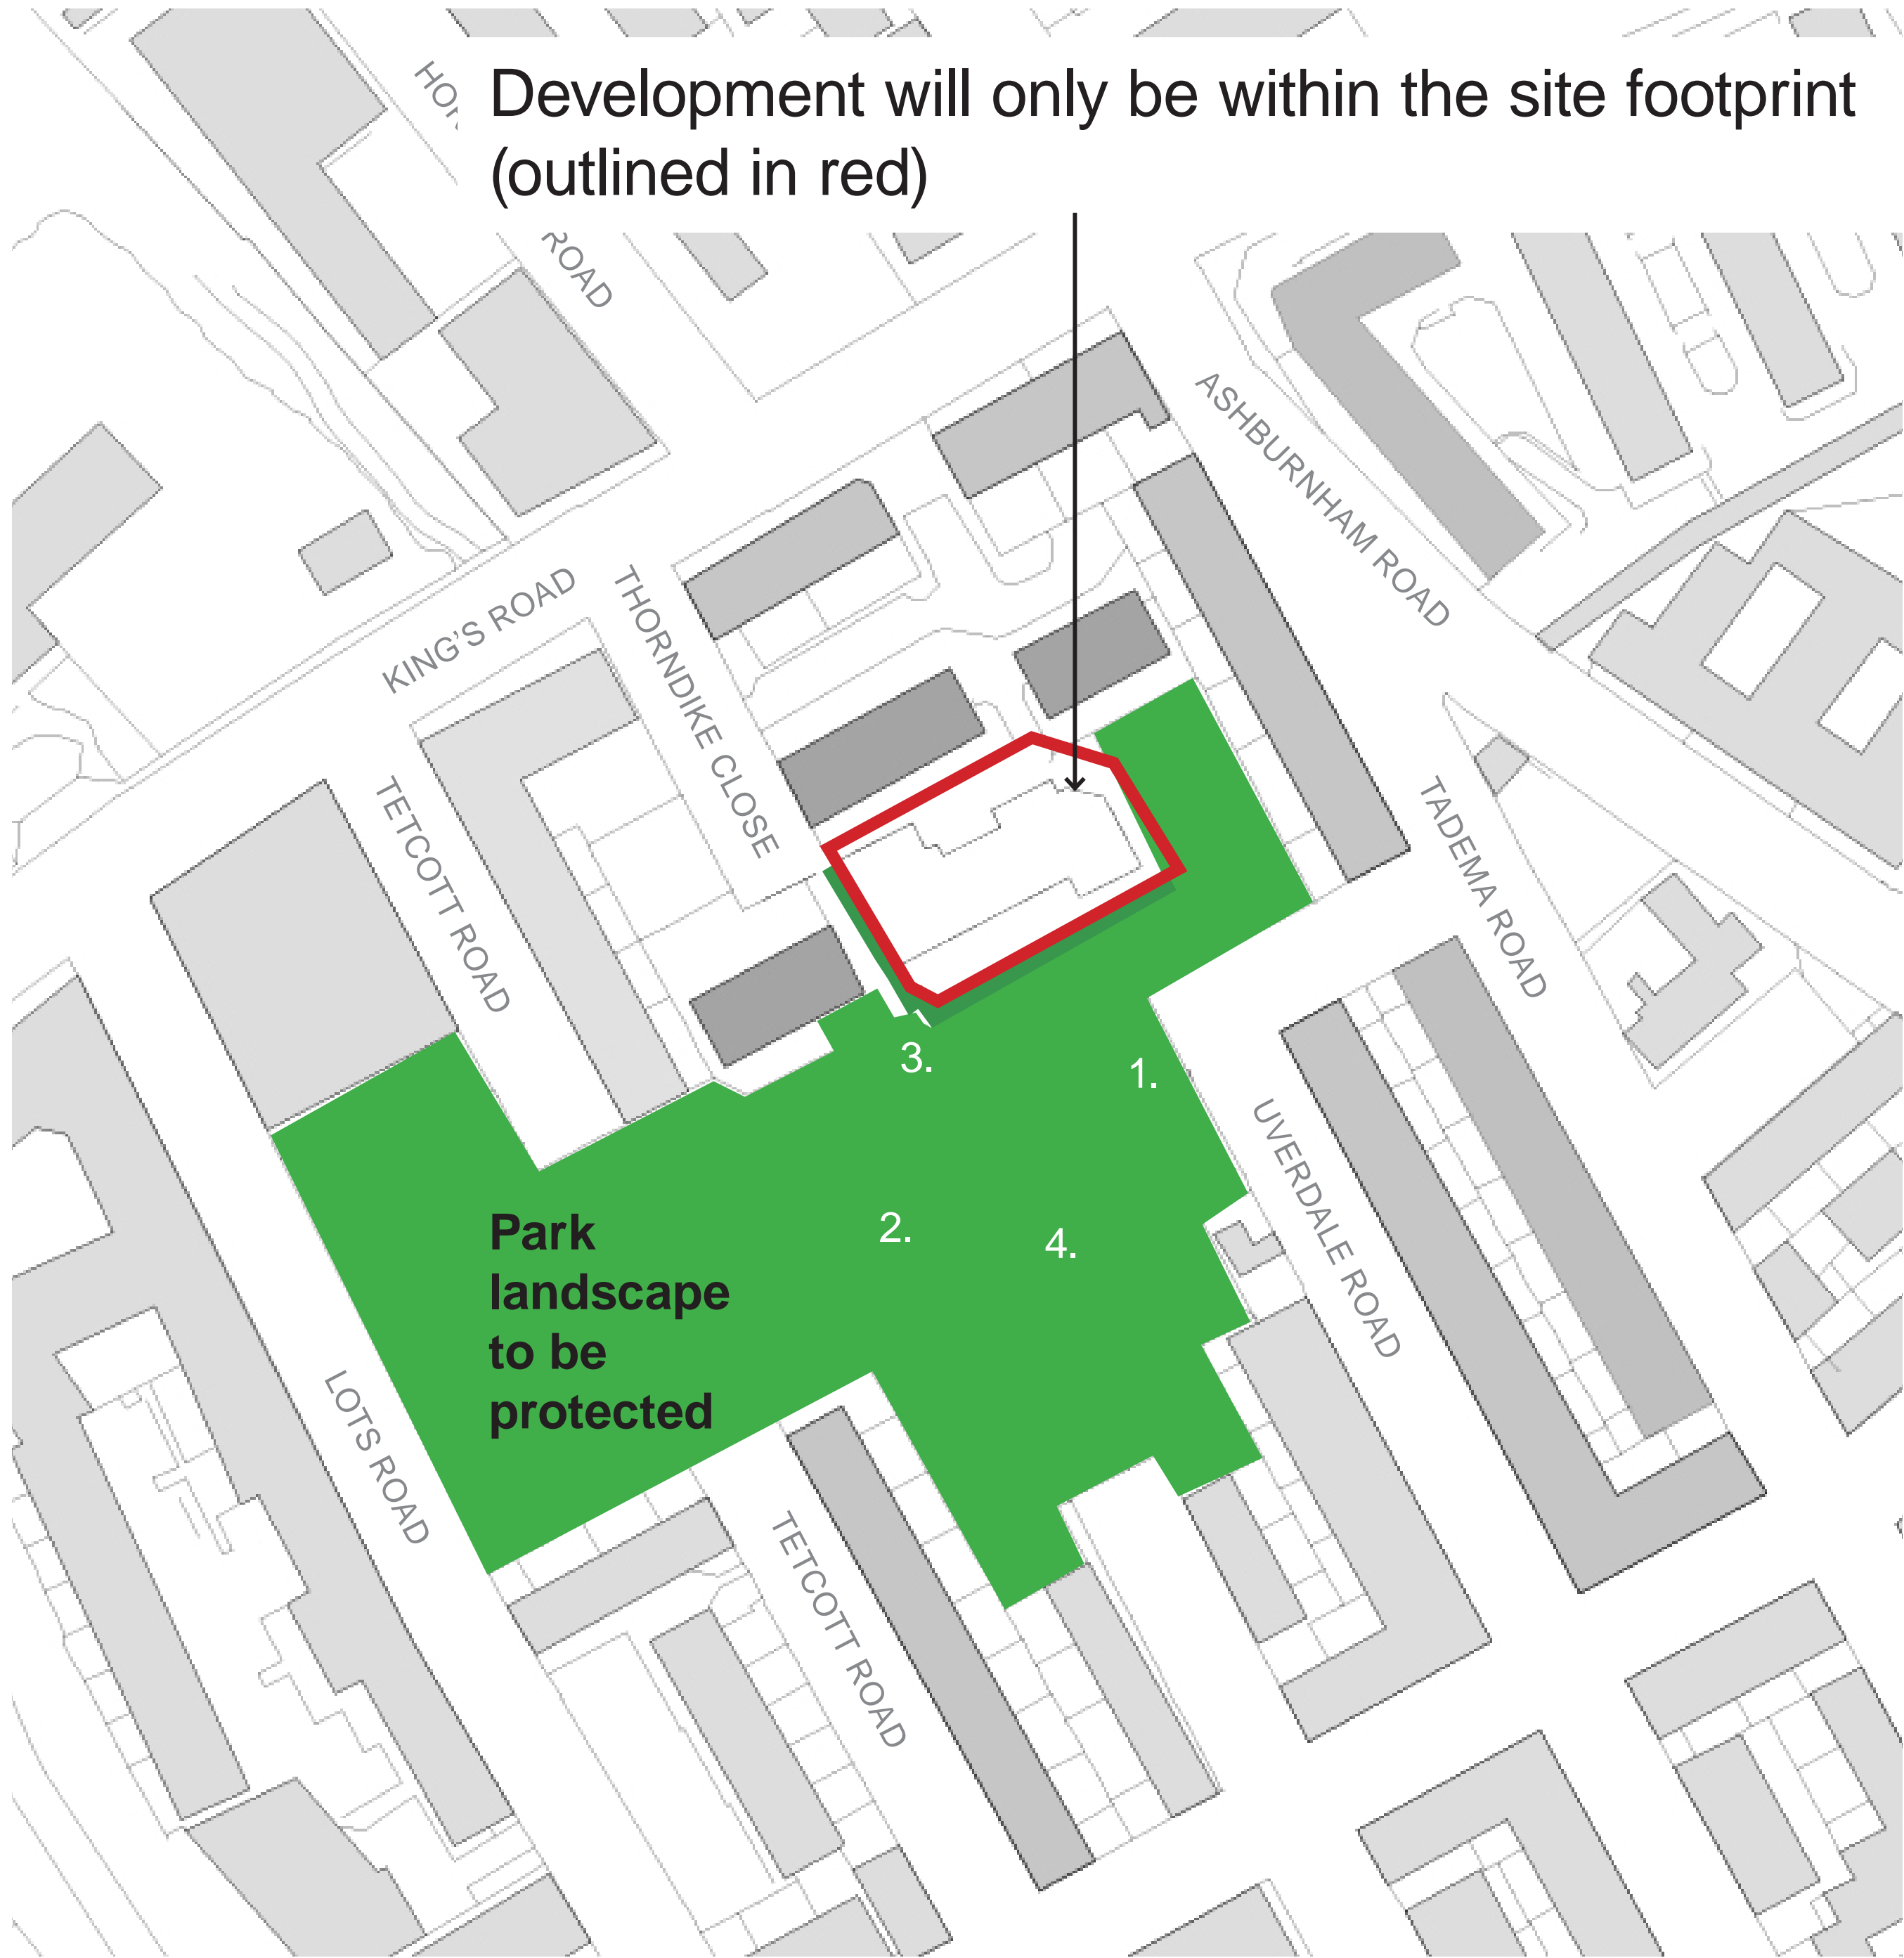 Development will only be within the site footprint
(outlined in red)
ROAD
ASHBURNHAM ROAD
KING'S ROAD
THORNDIKE CLOSE
TETCOTT ROAD
TADEMA ROAD
3.
1.
UVERDALE ROAD
2.
4.
Park
landscape
to be
protected
LOTS ROAD
TETCOTT ROAD